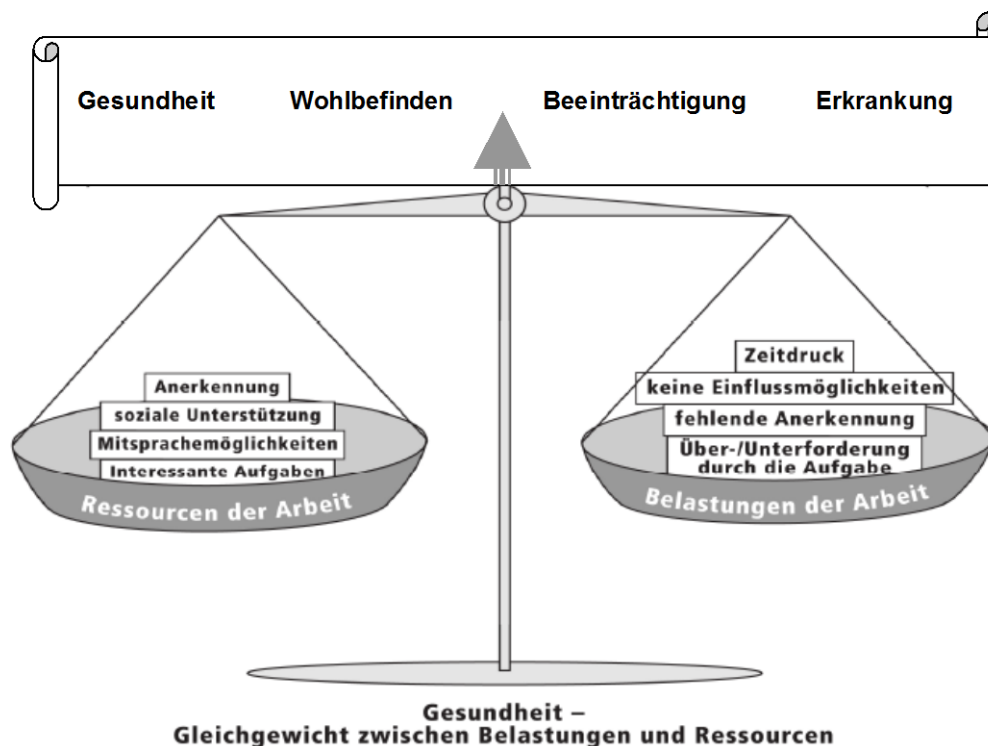 Gesundheit Wohlbefinden Beeinträchtigung Erkrankung
Anerkennung
soziale Unterstützung
Mitsprachemöglichkeiten
Interessante Aufgaben
Ressourcen der Arbeit
Zeitdruck
keine Einflussmöglichkeiten
fehlende Anerkennung
Über-/Unterforderung
durch die Aufgabe
Belastungen der Arbeit
Gesundheit –
Gleichgewicht zwischen Belastungen und Ressourcen